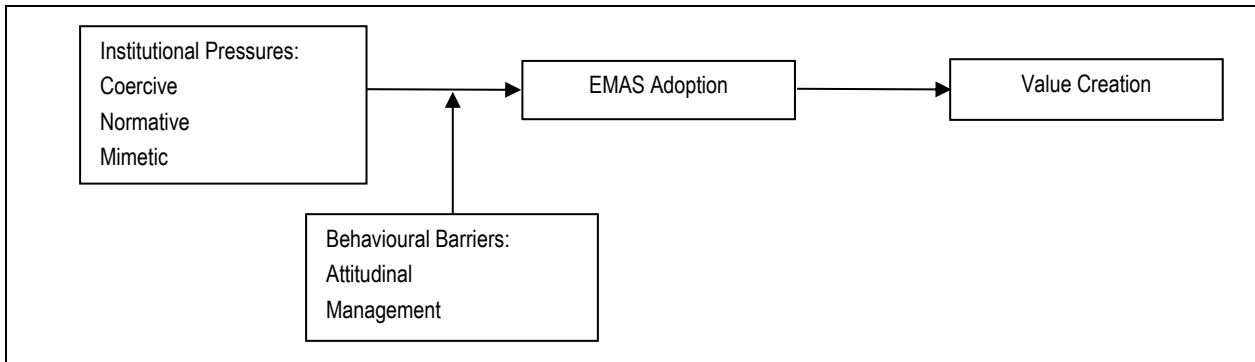 Institutional Pressures:
Coercive
Normative
Mimetic
EMAS Adoption
Value Creation
Behavioural Barriers:
Attitudinal
Management